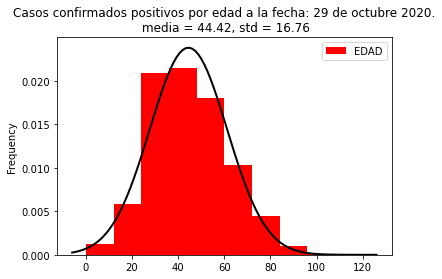 Casos confirmados positivos por edad a la fecha: 29 de octubre 2020.
media = 44.42, std = 16.76
EDAD
Frequency
0.020
0.015
0.010
0.005
0.000
0 20 40 60 80 100 120